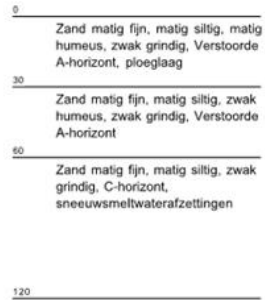 0
Zand matig fijn, matig siltig, matig
humeus, zwak grindig, Verstoorde
A-horizont, ploeglaag
30
Zand matig fijn, matig siltig, zwak
humeus, zwak grindig, Verstoorde
A-horizont
60
Zand matig fijn, matig siltig, zwak
grindig, C-horizont,
sneeuwsmeltwaterafzettingen
120